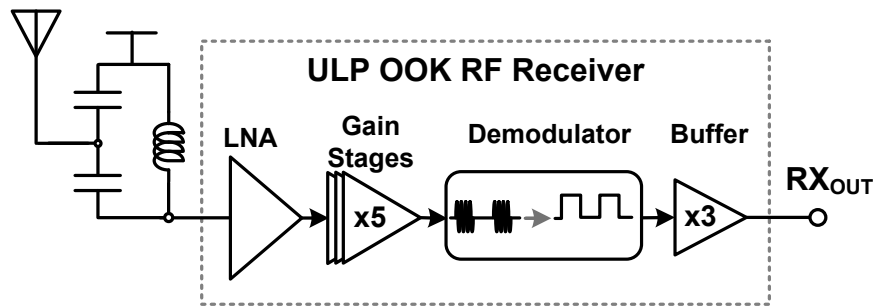 ULP OOK RF Receiver
LNA
Gain
Stages
Demodulator
Buffer
RXOUT
x5
x3